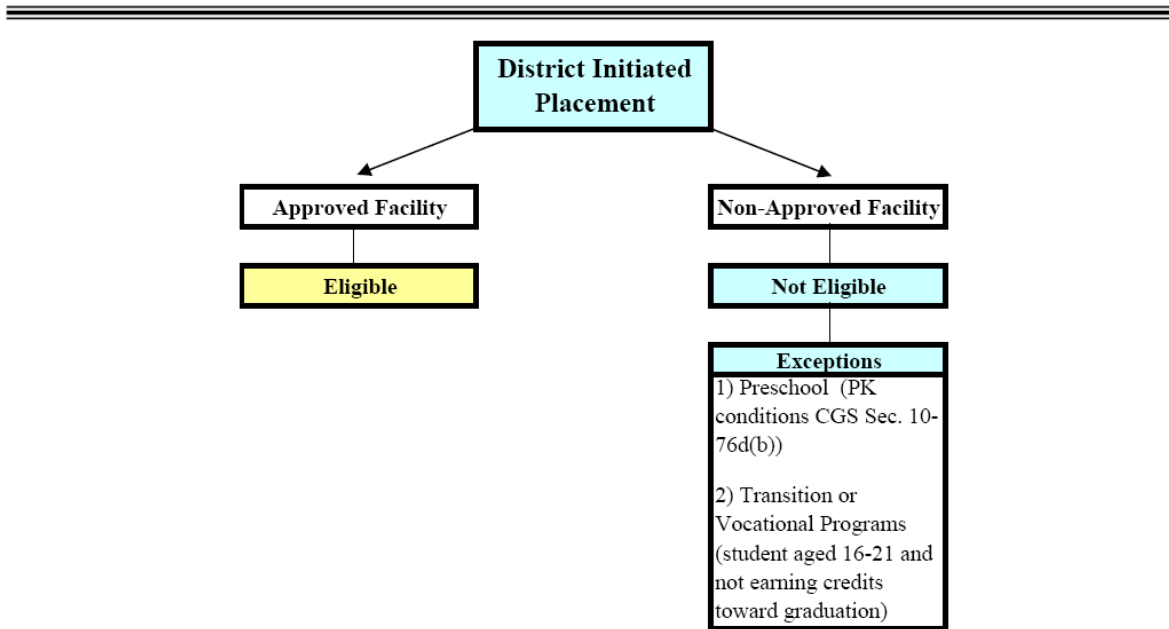 District Initiated
Placement
Approved Facility
Non-Approved Facility
Eligible
Not Eligible
Exceptions
1) Preschool  (PK
conditions CGS Sec. 10-
76d(b))
2) Transition or
Vocational Programs
(student aged 16-21 and
not earning credits
toward graduation)